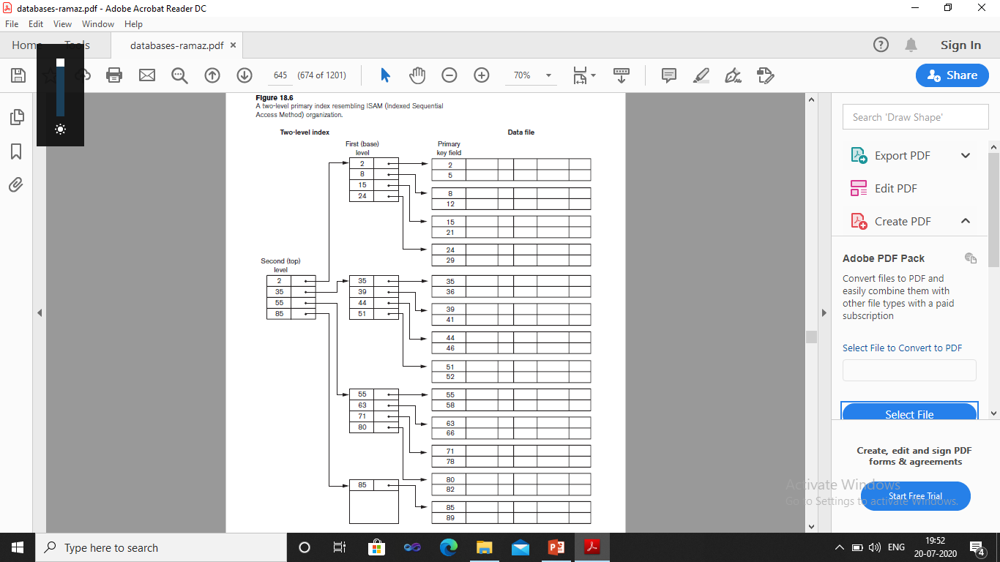 databases-ramaz.pdf - Adobe Acrobat Reader DC
File Edit View Window Help
Home Tools databases-ramaz.pdf Sign In
645 (674 of 1201) 70% Share
Figure 18.6
A two-level primary index resembling ISAM (Indexed Sequential
Access Method) organization.
Two-level index
Data file
First (base)
level
Primary
key field
2
8
15
24
2
5
8
12
15
21
24
29
Second (top)
level
2
35
55
85
35
39
44
51
35
36
39
41
44
46
51
52
55
63
71
80
55
58
63
66
71
78
80
82
85
85
89
Search 'Draw Shape'
Export PDF
Edit PDF
Create PDF
Adobe PDF Pack
Convert files to PDF and
easily combine them with
other file types with a paid
subscription
Select File to Convert to PDF
Select File
Create, edit and sign PDF
forms & agreements
Start Free Trial
Activate Windows
Go to Settings to activate Windows.
Type here to search
ENG
19:52
20-07-2020
4